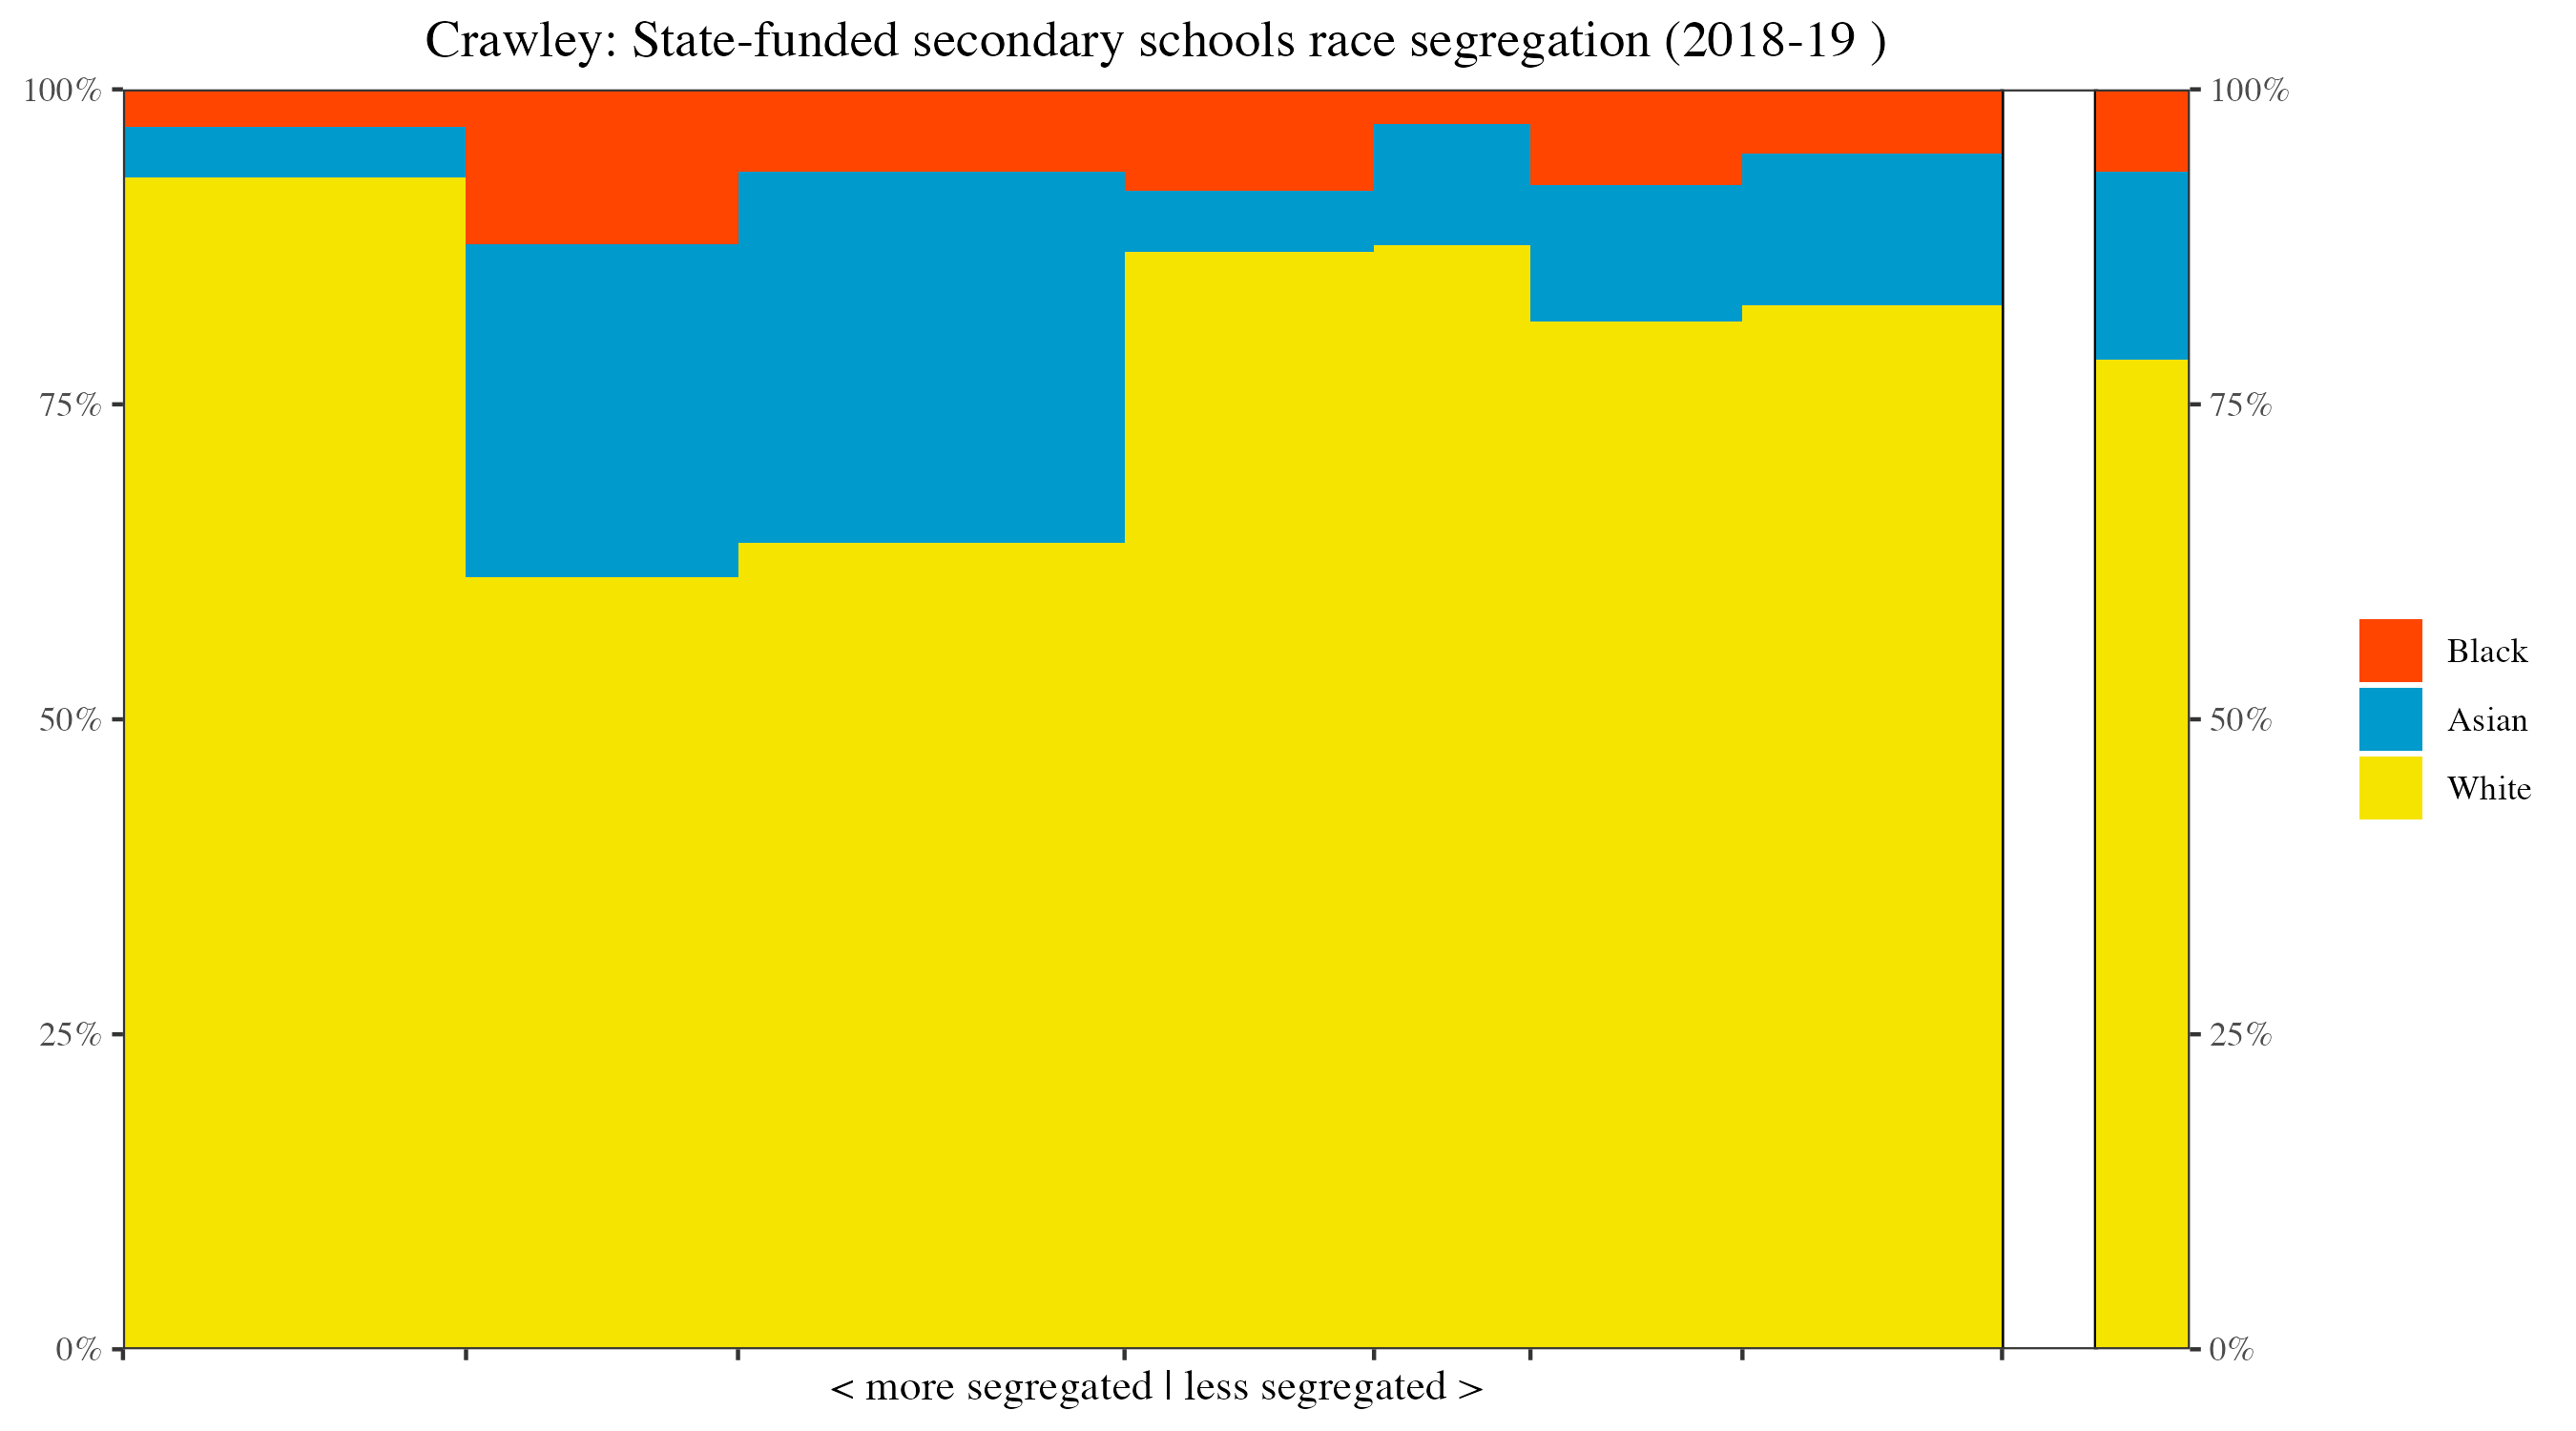 Crawley: State-funded secondary schools race segregation (2018-19 )
100%
75%
50%
25%
0%
100%
75%
50%
25%
0%
Black
Asian
White
< more segregated | less segregated >